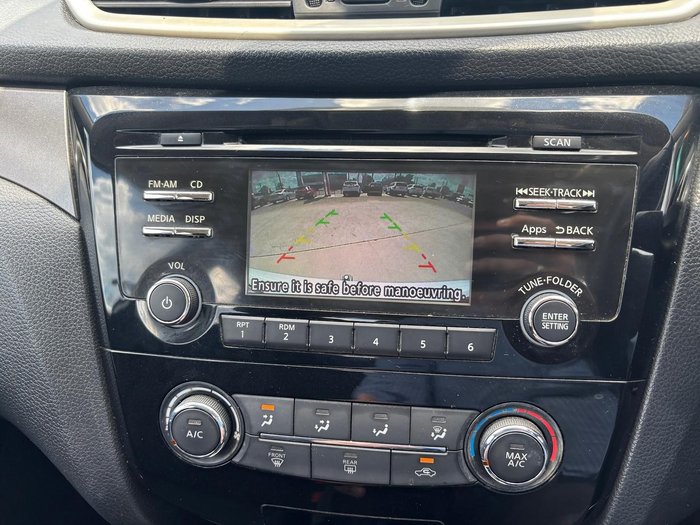 SCAN
FM·AM CD
MEDIA DISP
SEEK·TRACK
Apps BACK
Ensure it is safe before manoeuvring.
VOL
TUNE·FOLDER
ENTER
SETTING
RPT
1
RDM
2
3
4
5
6
A/C
MAX
A/C
FRONT
REAR